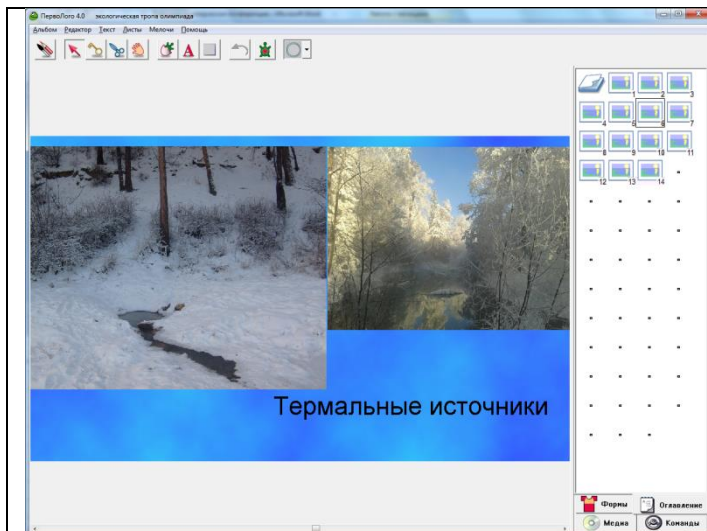 ПервоЛого 4.0 экологическая тропа олимпиада
Альбом Редактор Текст Листы Мелочи Помощь
A
1 2 3
4 5 6 7
8 9 10 11
12 13 14
Термальные источники
Формы Оглавление
Медиа Команды